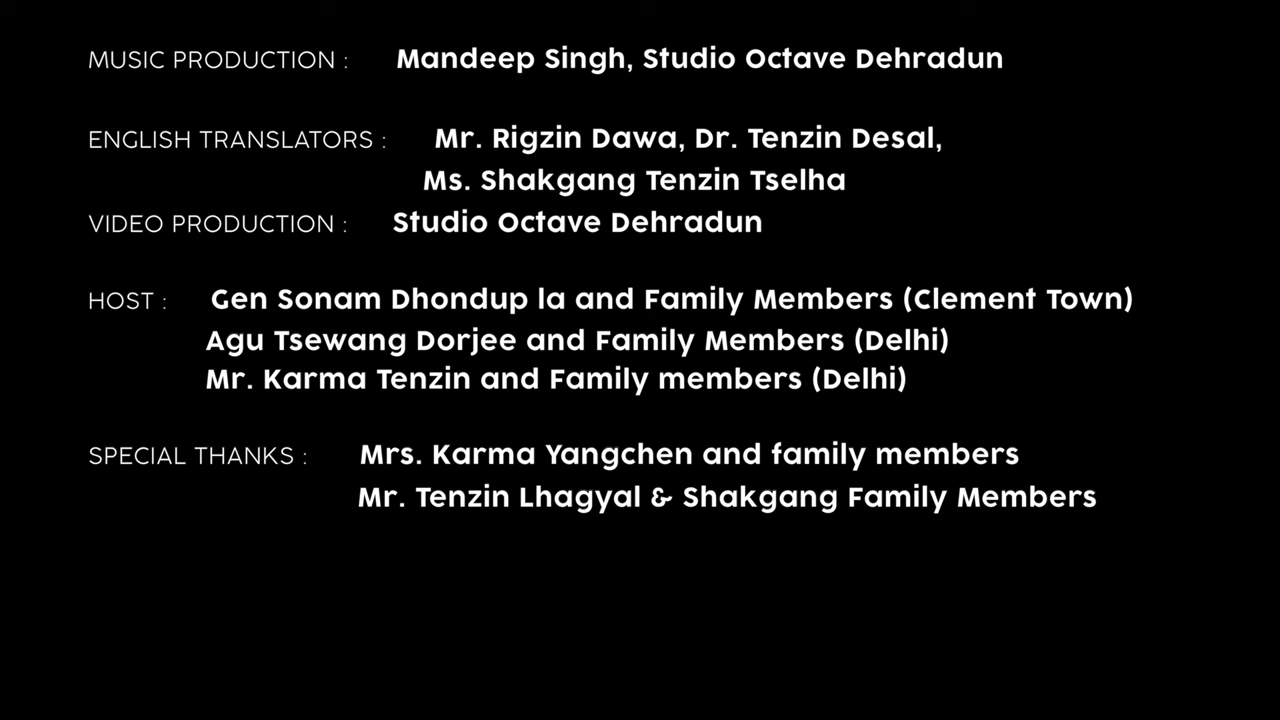 MUSIC PRODUCTION : Mandeep Singh, Studio Octave Dehradun
ENGLISH TRANSLATORS : Mr. Rigzin Dawa, Dr. Tenzin Desal,
Ms. Shakgang Tenzin Tselha
VIDEO PRODUCTION : Studio Octave Dehradun
HOST : Gen Sonam Dhondup la and Family Members (Clement Town)
Agu Tsewang Dorjee and Family Members (Delhi)
Mr. Karma Tenzin and Family members (Delhi)
SPECIAL THANKS : Mrs. Karma Yangchen and family members
Mr. Tenzin Lhagyal & Shakgang Family Members